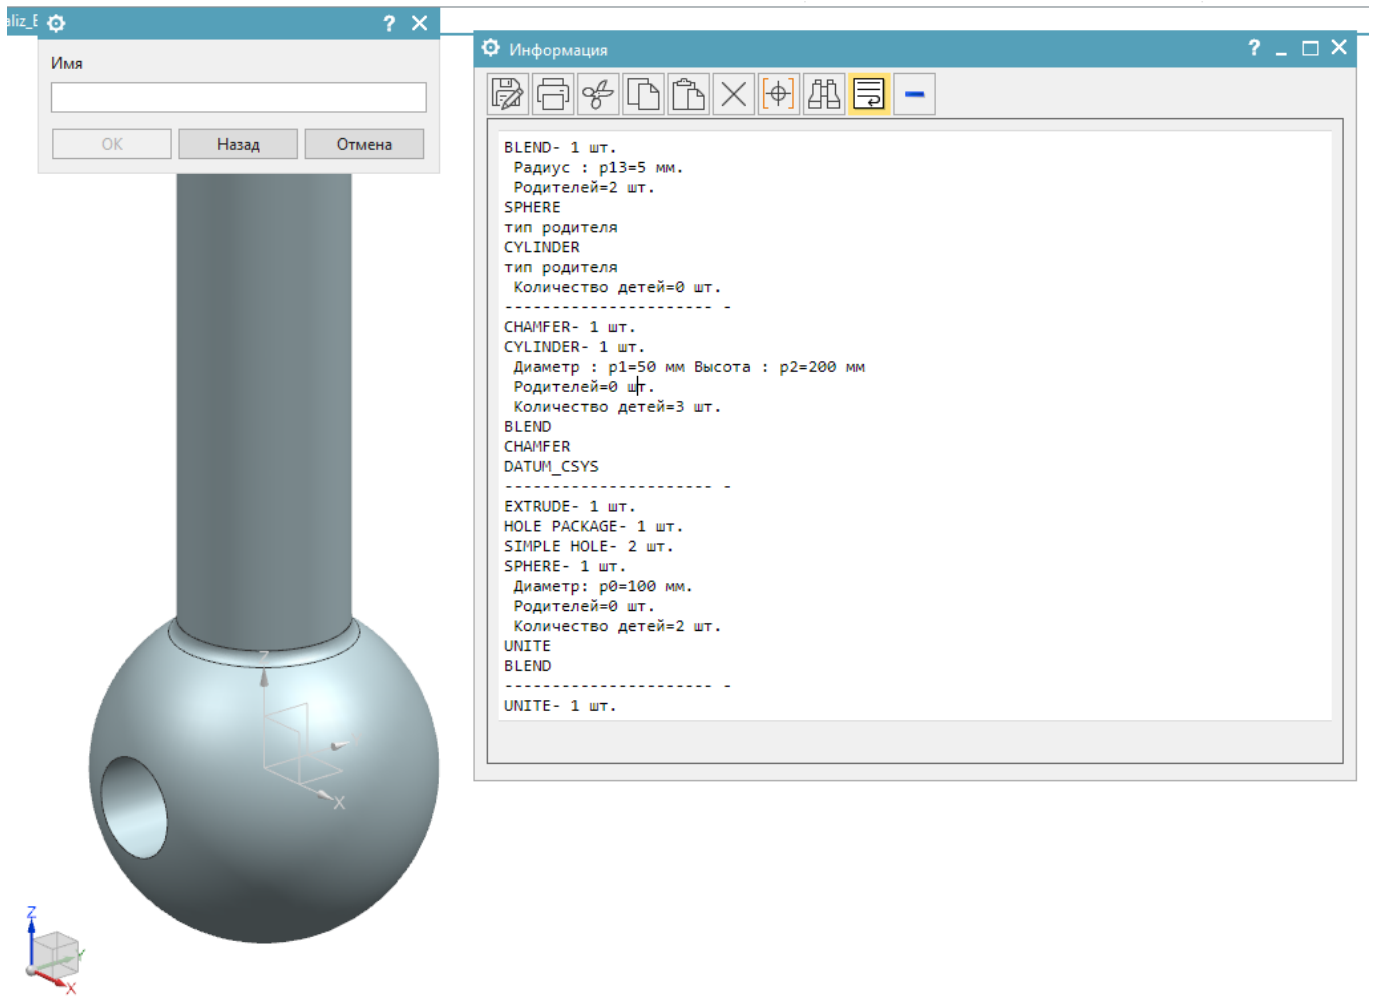 Имя
OK
Назад
Отмена
Информация
BLEND- 1 шт.
Радиус : p13=5 мм.
Родителей=2 шт.
SPHERE
тип родителя
CYLINDER
тип родителя
Количество детей=0 шт.
---------------------- -
CHAMFER- 1 шт.
CYLINDER- 1 шт.
Диаметр : p1=50 мм Высота : p2=200 мм
Родителей=0 шт.
Количество детей=3 шт.
BLEND
CHAMFER
DATUM_CSYS
---------------------- -
EXTRUDE- 1 шт.
HOLE PACKAGE- 1 шт.
SIMPLE HOLE- 2 шт.
SPHERE- 1 шт.
Диаметр: p0=100 мм.
Родителей=0 шт.
Количество детей=2 шт.
UNITE
BLEND
---------------------- -
UNITE- 1 шт.
Z
X
Z
Y
X